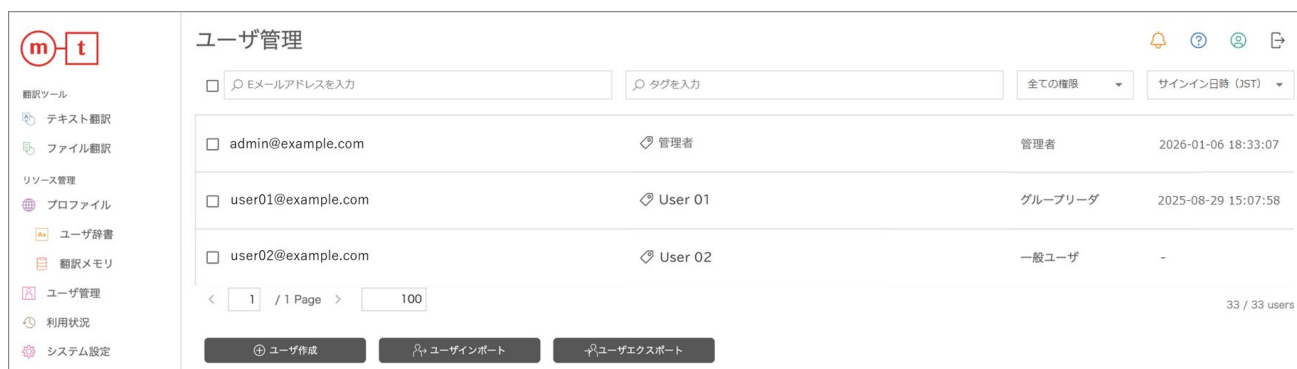 m t
ユーザ管理
Eメールアドレスを入力 タグを入力 全ての権限 サインイン日時（JST）
翻訳ツール
テキスト翻訳
ファイル翻訳
リソース管理
プロファイル
ユーザ辞書
翻訳メモリ
ユーザ管理
利用状況
システム設定
admin@example.com 管理者 管理者 2026-01-06 18:33:07
user01@example.com User 01 グループリーダ 2025-08-29 15:07:58
user02@example.com User 02 一般ユーザ -
< 1 / 1 Page > 100
33 / 33 users
ユーザ作成 ユーザインポート ユーザエクスポート